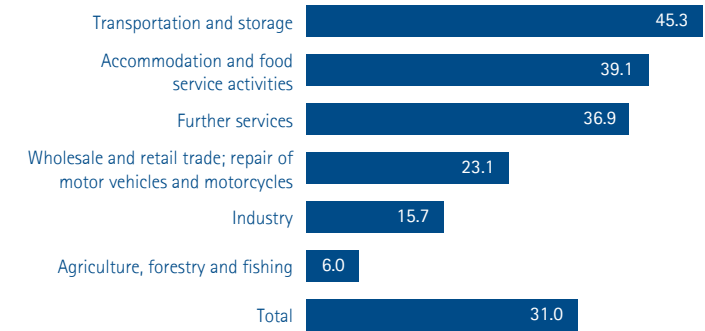 Transportation and storage 45.3
Accommodation and food
service activities 39.1
Further services 36.9
Wholesale and retail trade; repair of
motor vehicles and motorcycles 23.1
Industry 15.7
Agriculture, forestry and fishing 6.0
Total 31.0